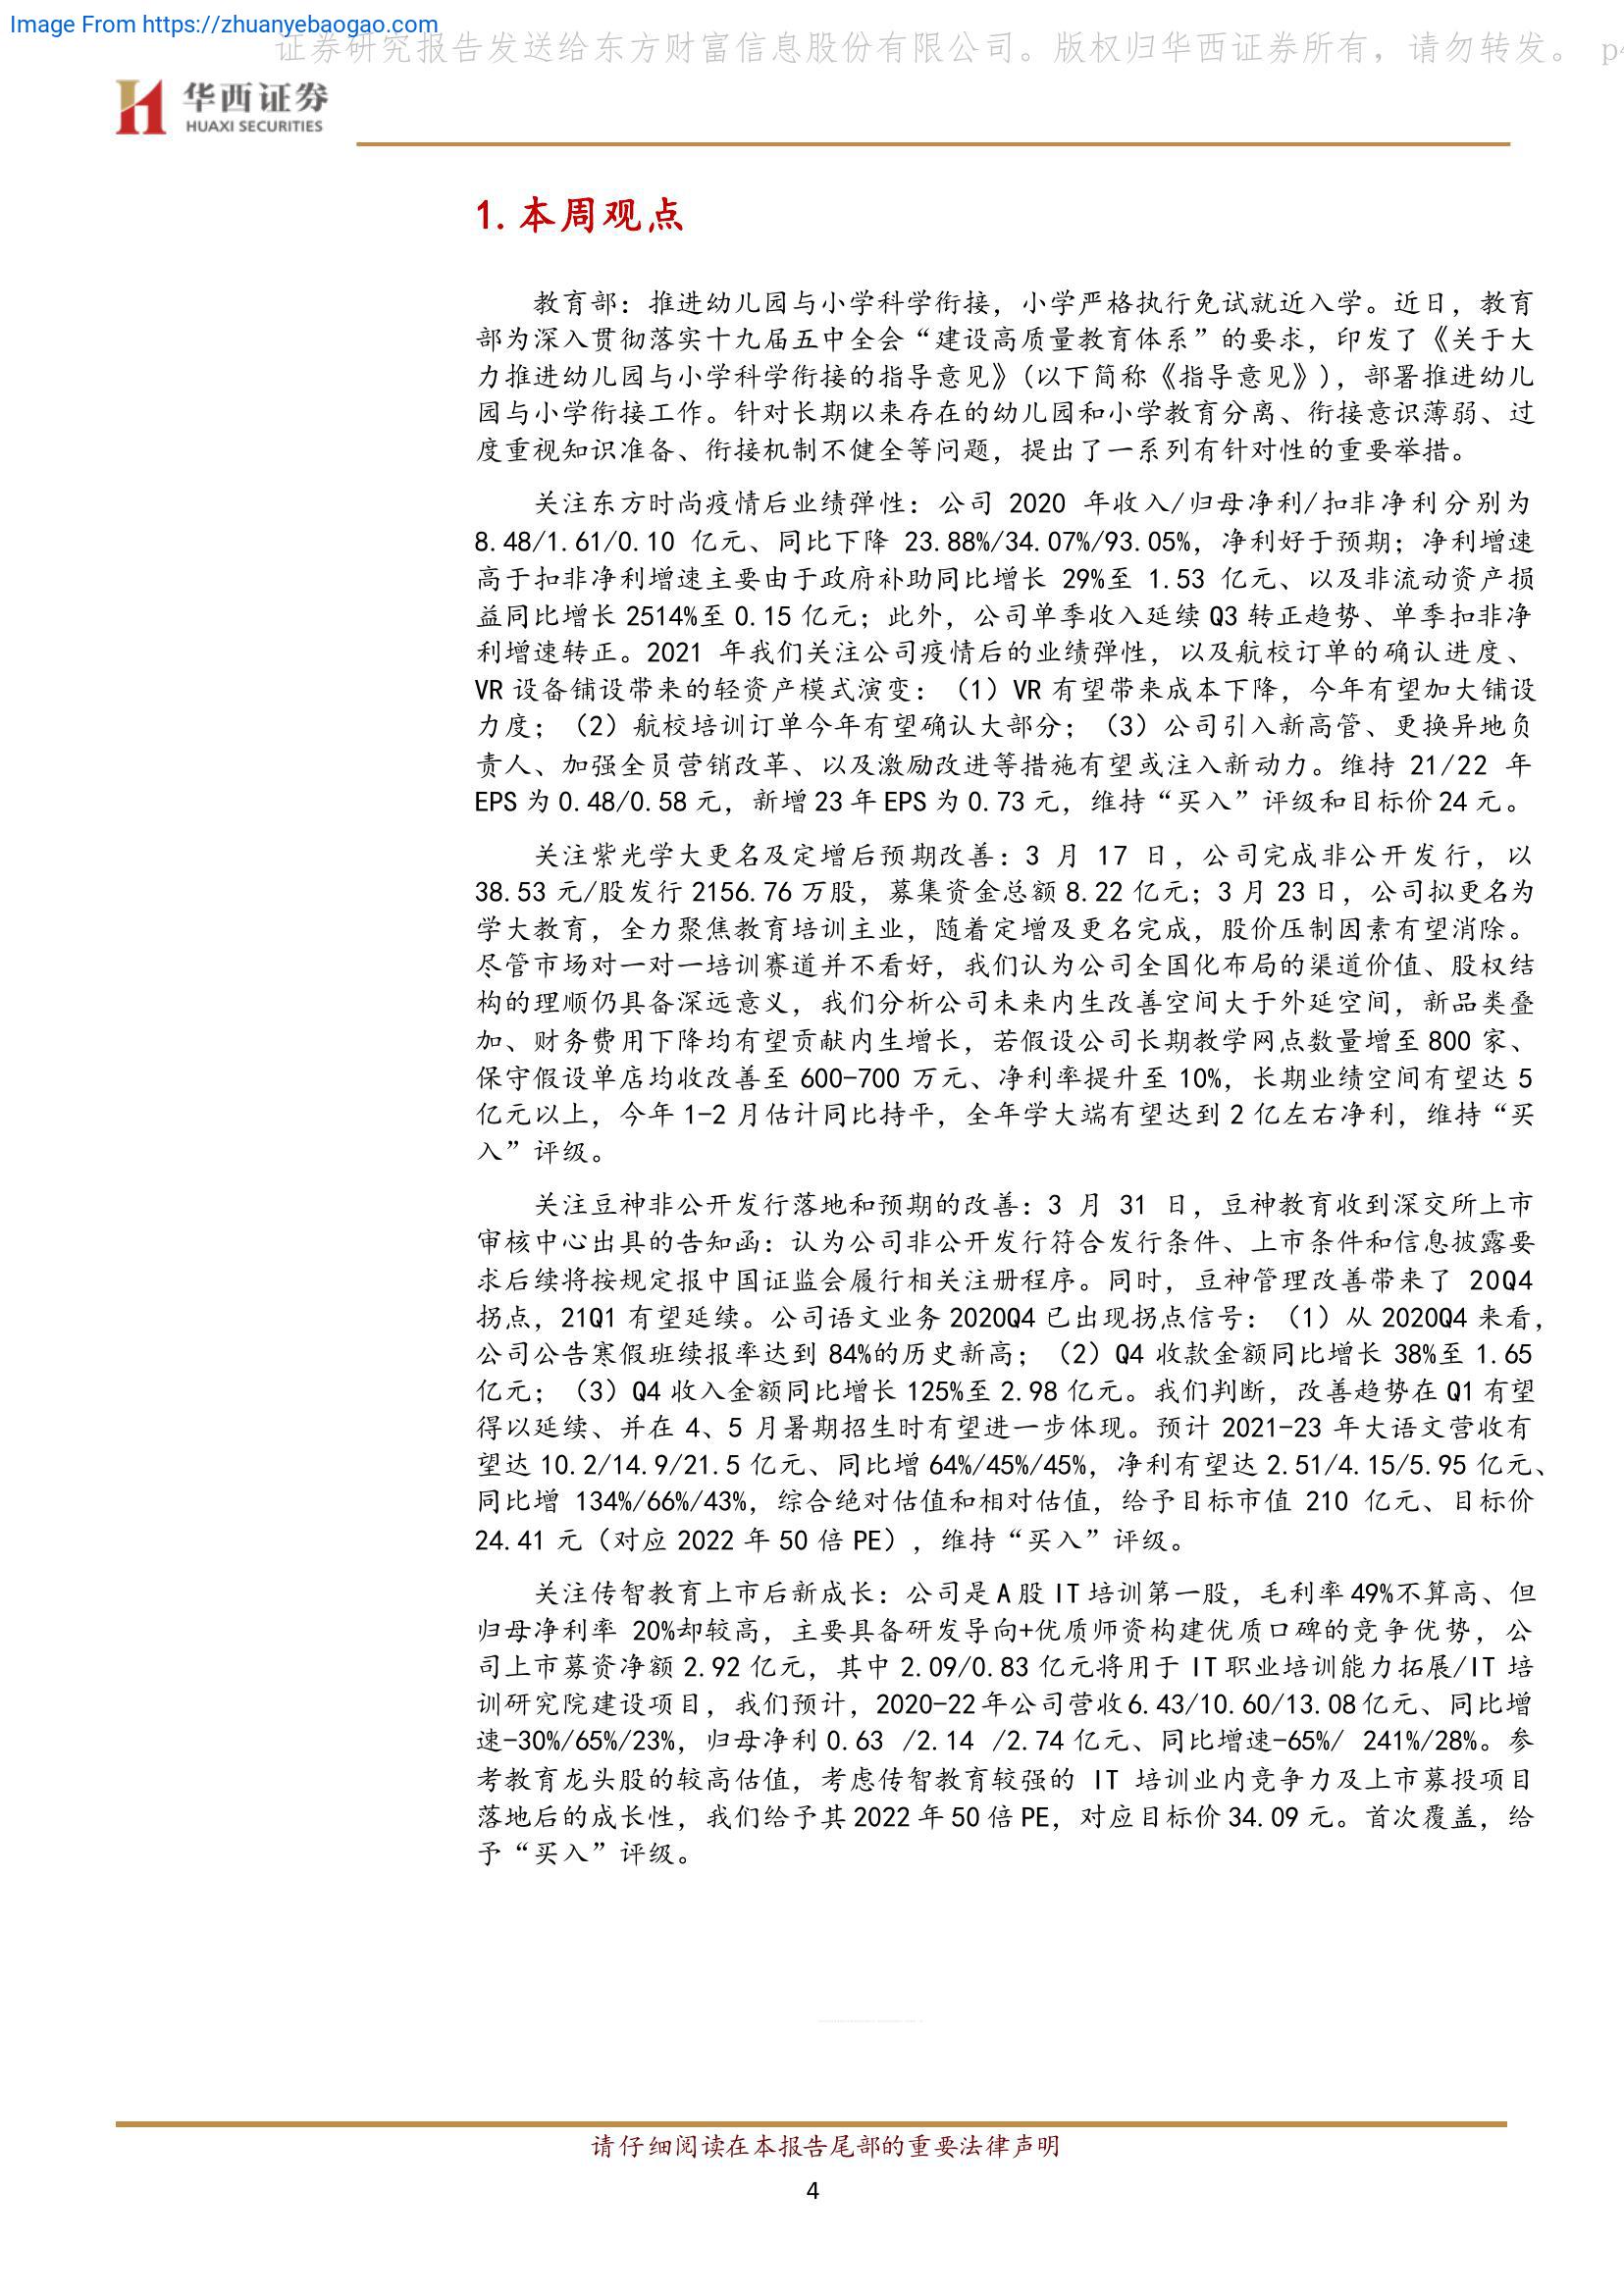 Image From https://zhuanyebaogao.com
证券研究报告发送给东方财富信息股份有限公司。版权归华西证券所有，请勿转发。 p4
华西证券
HUAXI SECURITIES
1.本周观点
教育部：推进幼儿园与小学科学衔接，小学严格执行免试就近入学。近日，教育
部为深入贯彻落实十九届五中全会“建设高质量教育体系”的要求，印发了《关于大
力推进幼儿园与小学科学衔接的指导意见》(以下简称《指导意见》)，部署推进幼儿
园与小学衔接工作。针对长期以来存在的幼儿园和小学教育分离、衔接意识薄弱、过
度重视知识准备、衔接机制不健全等问题，提出了一系列有针对性的重要举措。
关注东方时尚疫情后业绩弹性：公司 2020 年收入/归母净利/扣非净利分别为
8.48/1.61/0.10 亿元、同比下降 23.88%/34.07%/93.05%，净利好于预期；净利增速
高于扣非净利增速主要由于政府补助同比增长 29%至 1.53 亿元、以及非流动资产损
益同比增长 2514%至 0.15 亿元；此外，公司单季收入延续 Q3 转正趋势、单季扣非净
利增速转正。2021 年我们关注公司疫情后的业绩弹性，以及航校订单的确认进度、
VR 设备铺设带来的轻资产模式演变：（1）VR 有望带来成本下降，今年有望加大铺设
力度；（2）航校培训订单今年有望确认大部分；（3）公司引入新高管、更换异地负
责人、加强全员营销改革、以及激励改进等措施有望或注入新动力。维持 21/22 年
EPS 为 0.48/0.58 元，新增 23 年 EPS 为 0.73 元，维持“买入”评级和目标价 24 元。
关注紫光学大更名及定增后预期改善：3 月 17 日，公司完成非公开发行，以
38.53 元/股发行 2156.76 万股，募集资金总额 8.22 亿元；3 月 23 日，公司拟更名为
学大教育，全力聚焦教育培训主业，随着定增及更名完成，股价压制因素有望消除。
尽管市场对一对一培训赛道并不看好，我们认为公司全国化布局的渠道价值、股权结
构的理顺仍具备深远意义，我们分析公司未来内生改善空间大于外延空间，新品类叠
加、财务费用下降均有望贡献内生增长，若假设公司长期教学网点数量增至 800 家、
保守假设单店均收改善至 600-700 万元、净利率提升至 10%，长期业绩空间有望达 5
亿元以上，今年 1-2 月估计同比持平，全年学大端有望达到 2 亿左右净利，维持“买
入”评级。
关注豆神非公开发行落地和预期的改善：3 月 31 日，豆神教育收到深交所上市
审核中心出具的告知函：认为公司非公开发行符合发行条件、上市条件和信息披露要
求后续将按规定报中国证监会履行相关注册程序。同时，豆神管理改善带来了 20Q4
拐点，21Q1 有望延续。公司语文业务 2020Q4 已出现拐点信号：（1）从 2020Q4 来看，
公司公告寒假班续报率达到 84%的历史新高；（2）Q4 收款金额同比增长 38%至 1.65
亿元；（3）Q4 收入金额同比增长 125%至 2.98 亿元。我们判断，改善趋势在 Q1 有望
得以延续、并在 4、5 月暑期招生时有望进一步体现。预计 2021-23 年大语文营收有
望达 10.2/14.9/21.5 亿元、同比增 64%/45%/45%，净利有望达 2.51/4.15/5.95 亿元、
同比增 134%/66%/43%，综合绝对估值和相对估值，给予目标市值 210 亿元、目标价
24.41 元（对应 2022 年 50 倍 PE），维持“买入”评级。
关注传智教育上市后新成长：公司是 A 股 IT 培训第一股，毛利率 49%不算高、但
归母净利率 20%却较高，主要具备研发导向+优质师资构建优质口碑的竞争优势，公
司上市募资净额 2.92 亿元，其中 2.09/0.83 亿元将用于 IT 职业培训能力拓展/IT 培
训研究院建设项目，我们预计，2020-22 年公司营收 6.43/10.60/13.08 亿元、同比增
速-30%/65%/23%，归母净利 0.63 /2.14 /2.74 亿元、同比增速-65%/ 241%/28%。参
考教育龙头股的较高估值，考虑传智教育较强的 IT 培训业内竞争力及上市募投项目
落地后的成长性，我们给予其 2022 年 50 倍 PE，对应目标价 34.09 元。首次覆盖，给
予“买入”评级。
请仔细阅读在本报告尾部的重要法律声明
4